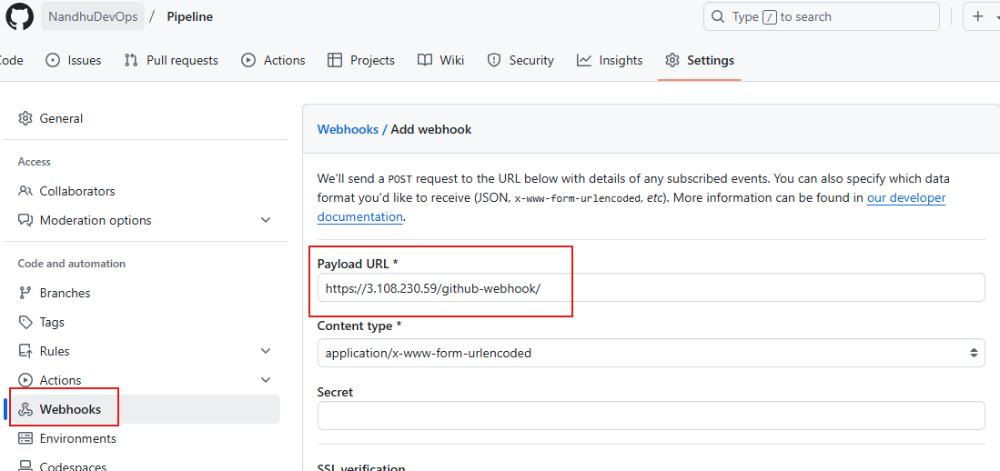 NandhuDevOps / Pipeline
Type / to search
Code
Issues
Pull requests
Actions
Projects
Wiki
Security
Insights
Settings
General
Access
Collaborators
Moderation options
Code and automation
Branches
Tags
Rules
Actions
Webhooks
Environments
Codespaces
Webhooks / Add webhook
We'll send a POST request to the URL below with details of any subscribed events. You can also specify which data
format you'd like to receive (JSON, x-www-form-urlencoded, etc). More information can be found in our developer
documentation.
Payload URL *
https://3.108.230.59/github-webhook/
Content type *
application/x-www-form-urlencoded
Secret
SSL verification